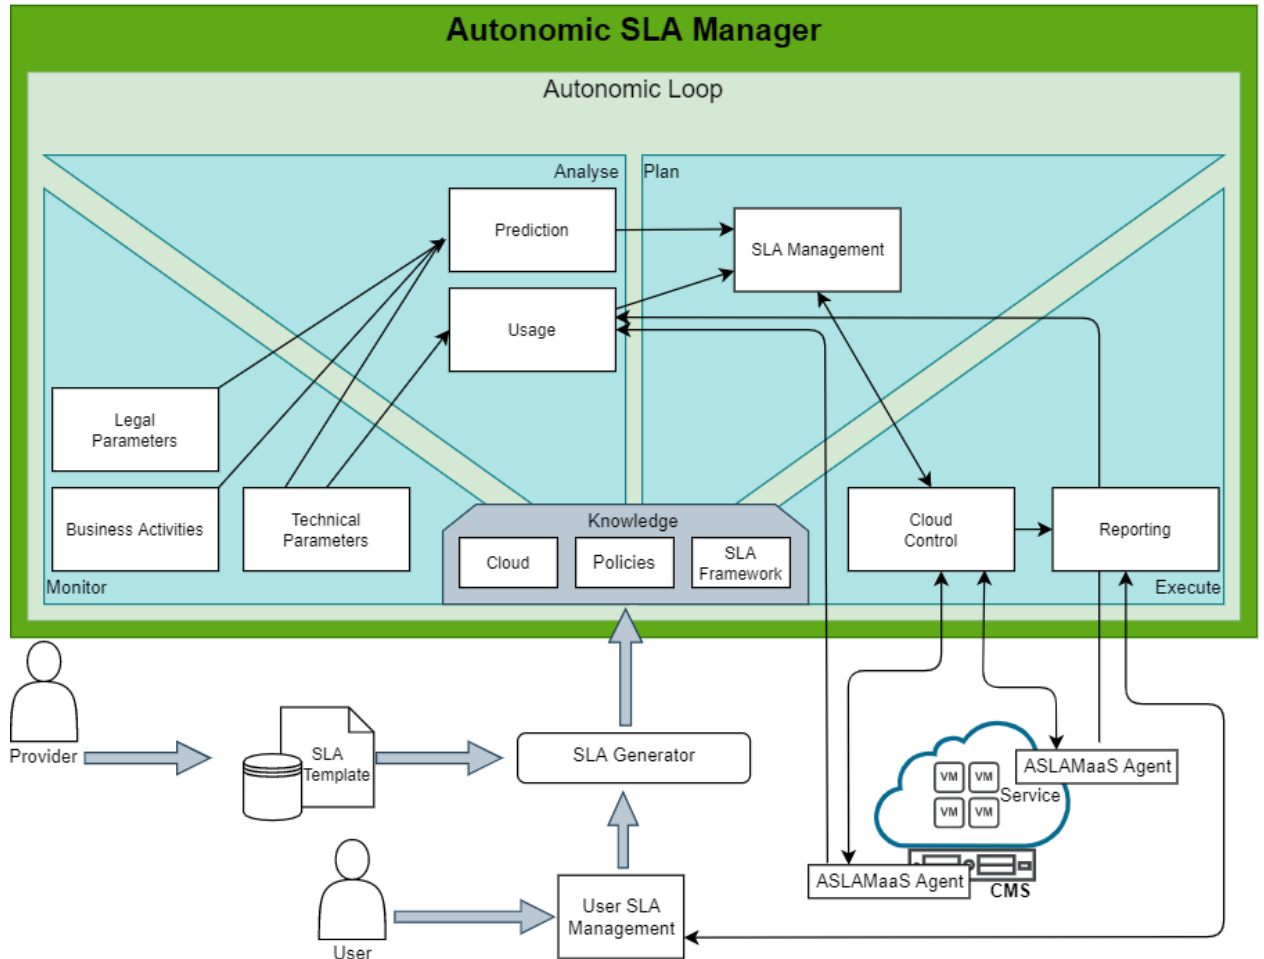 Autonomic SLA Manager
Autonomic Loop
Analyse
Plan
Prediction
SLA Management
Usage
Legal
Parameters
Business Activities
Technical
Parameters
Knowledge
Cloud
Policies
SLA
Framework
Cloud
Control
Reporting
Monitor
Execute
Provider
SLA
Template
SLA Generator
ASLAMaaS Agent
VM
VM
Service
VM
VM
ASLAMaaS Agent
CMS
User SLA
Management
User